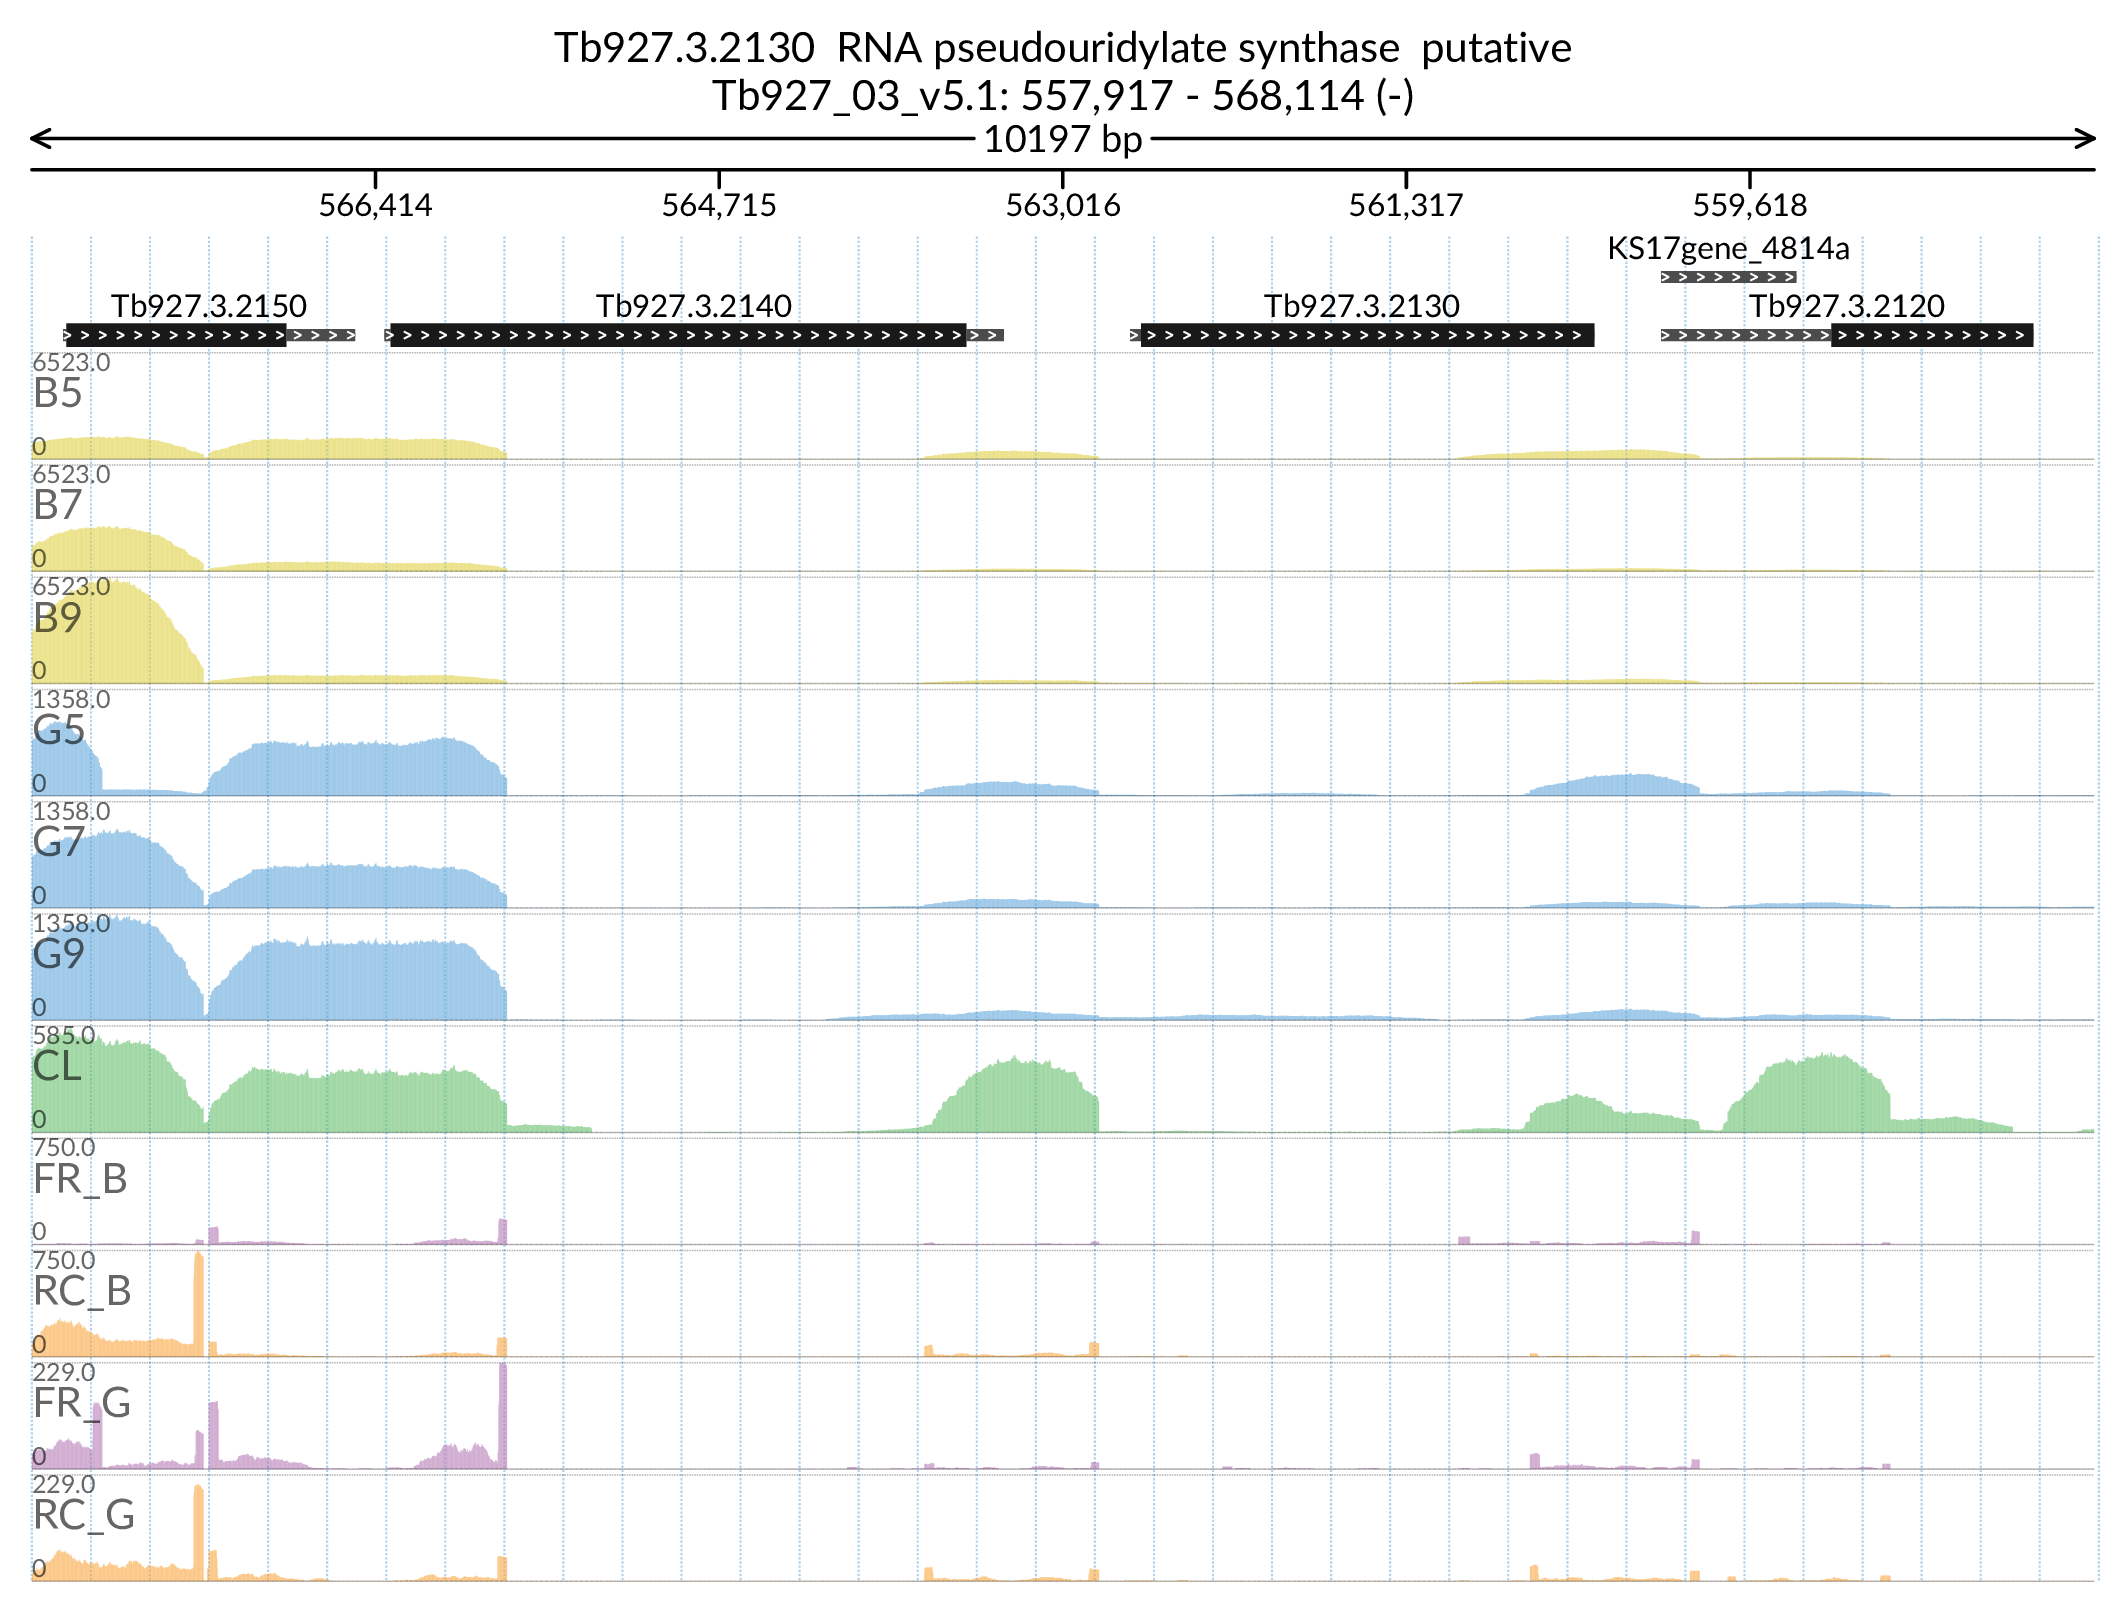 Tb927.3.2130  RNA pseudouridylate synthase  putative
Tb927_03_v5.1: 557,917 - 568,114 (-)
10197 bp
566,414 564,715 563,016 561,317 559,618
KS17gene_4814a
Tb927.3.2150 Tb927.3.2140 Tb927.3.2130 Tb927.3.2120
6523.0
B5
0
6523.0
B7
0
6523.0
B9
0
1358.0
G5
0
1358.0
G7
0
1358.0
G9
0
585.0
CL
0
750.0
FR_B
0
750.0
RC_B
0
229.0
FR_G
0
229.0
RC_G
0